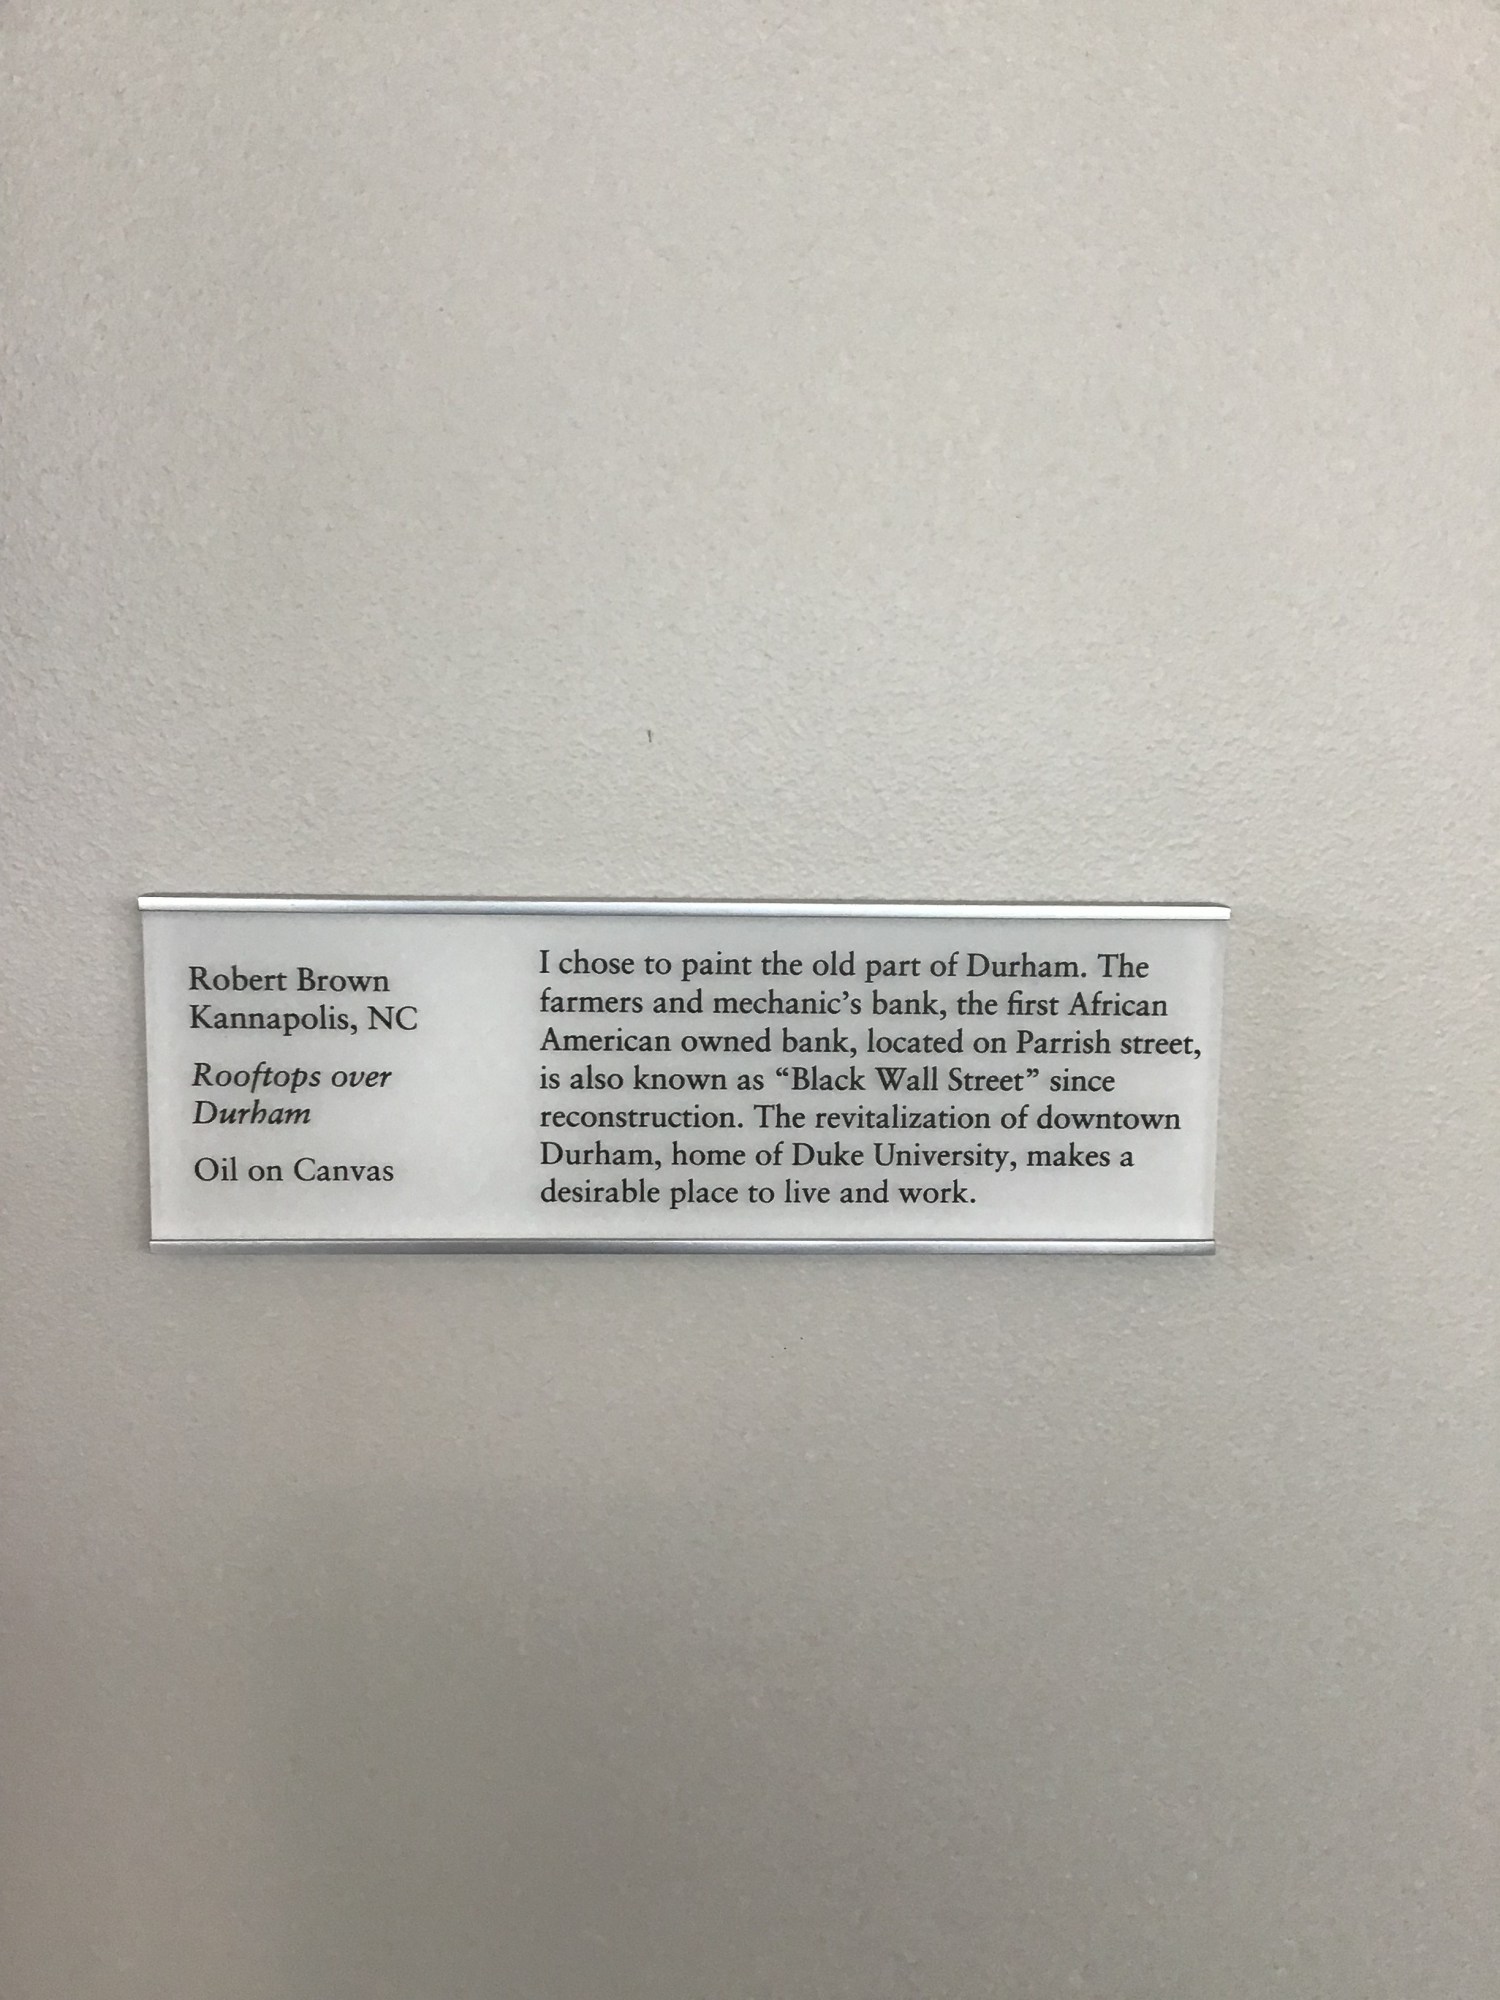 Robert Brown
Kannapolis, NC
Rooftops over
Durham
Oil on Canvas
I chose to paint the old part of Durham. The
farmers and mechanic’s bank, the first African
American owned bank, located on Parrish street,
is also known as “Black Wall Street” since
reconstruction. The revitalization of downtown
Durham, home of Duke University, makes a
desirable place to live and work.